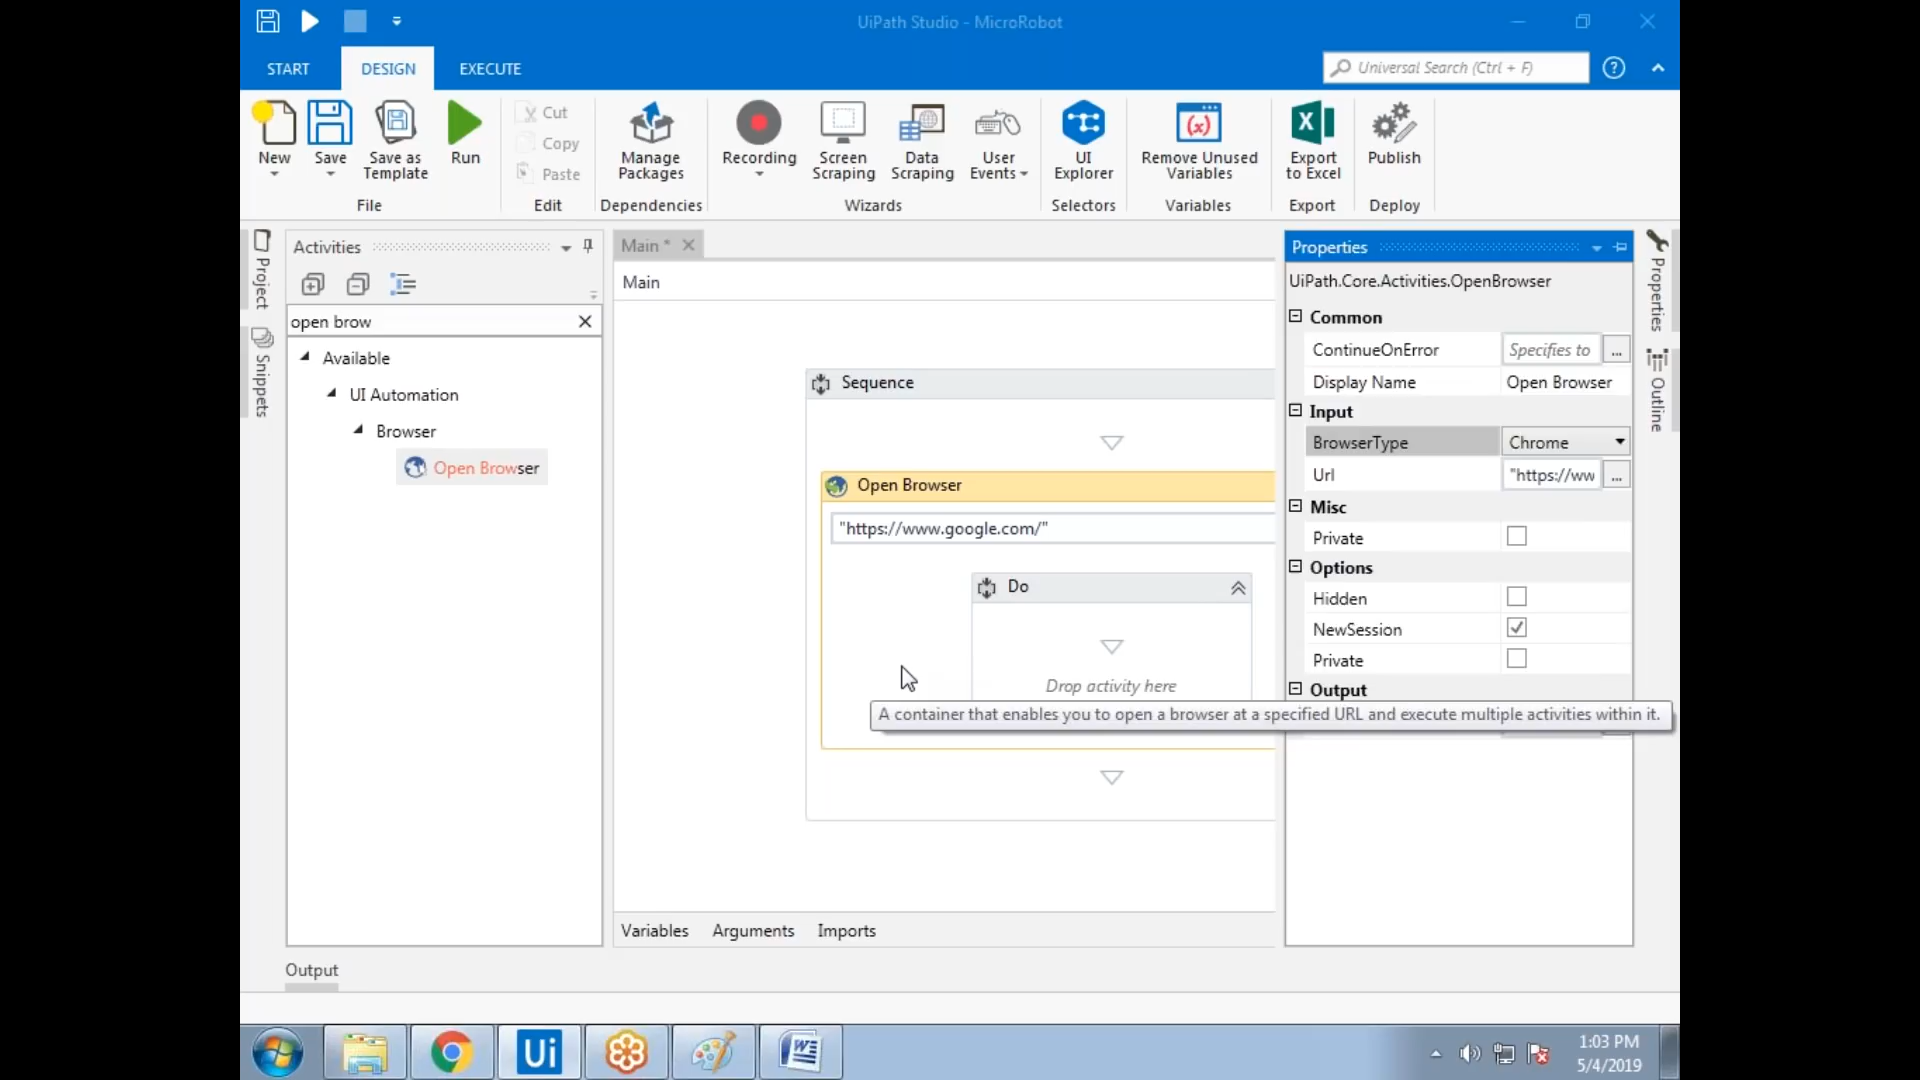 UiPath Studio - MicroRobot
START
DESIGN
EXECUTE
Universal Search (Ctrl + F)
New
Save
Save as
Template
Run
Cut
Copy
Paste
Manage
Packages
Recording
Screen
Scraping
Data
Scraping
User
Events
UI
Explorer
Remove Unused
Variables
Export
to Excel
Publish
File
Edit
Dependencies
Wizards
Selectors
Variables
Export
Deploy
Project
Snippets
Activities
open brow
Available
UI Automation
Browser
Open Browser
Main *
Main
Sequence
Open Browser
"https://www.google.com/"
Do
Drop activity here
A container that enables you to open a browser at a specified URL and execute multiple activities within it.
Variables
Arguments
Imports
Properties
UiPath.Core.Activities.OpenBrowser
Common
ContinueOnError
Specifies to
...
Display Name
Open Browser
Input
BrowserType
Chrome
Url
"https://ww
...
Misc
Private
Options
Hidden
NewSession
Private
Output
Properties
Outline
Output
Ui
1:03 PM
5/4/2019